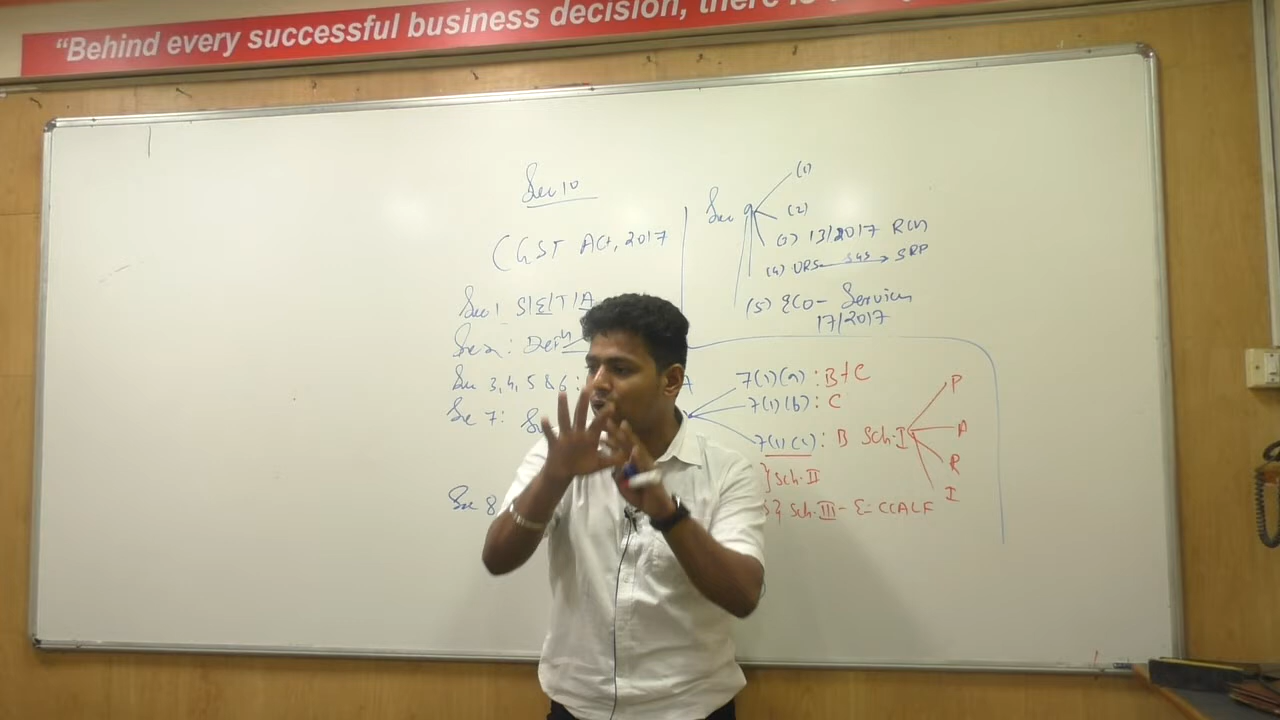 “Behind every successful business decision, there is
Sec 10
CGST Act, 2017
Sec 1 S/E/T/A
Sec 2: Defⁿ
Sec 3, 4, 5 & 6:
A
Sec 7:
Sec 8
Sec 9
(1)
(2)
(3) 13/2017 RCM
(4) URS SGS SRP
(5) ECO - Services
17/2017
7(1)(a): B+C
7(1)(b): C
7(1)(c): B Sch. I
P
A
R
I
} Sch. II
} Sch. III - E= CCALF